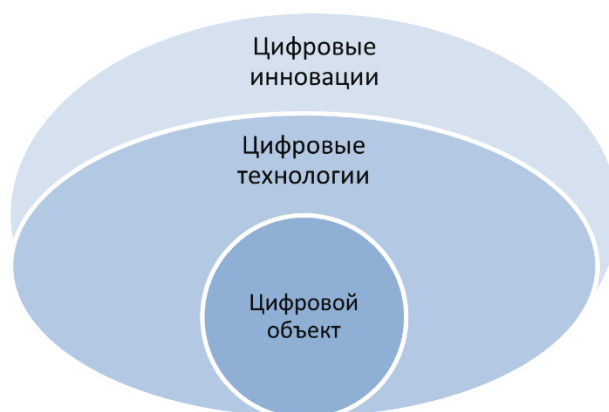 Цифровые
инновации
Цифровые
технологии
Цифровой
объект